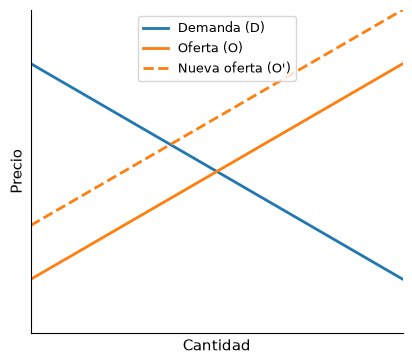 Demanda (D)
Oferta (O)
Nueva oferta (O')
Precio
Cantidad